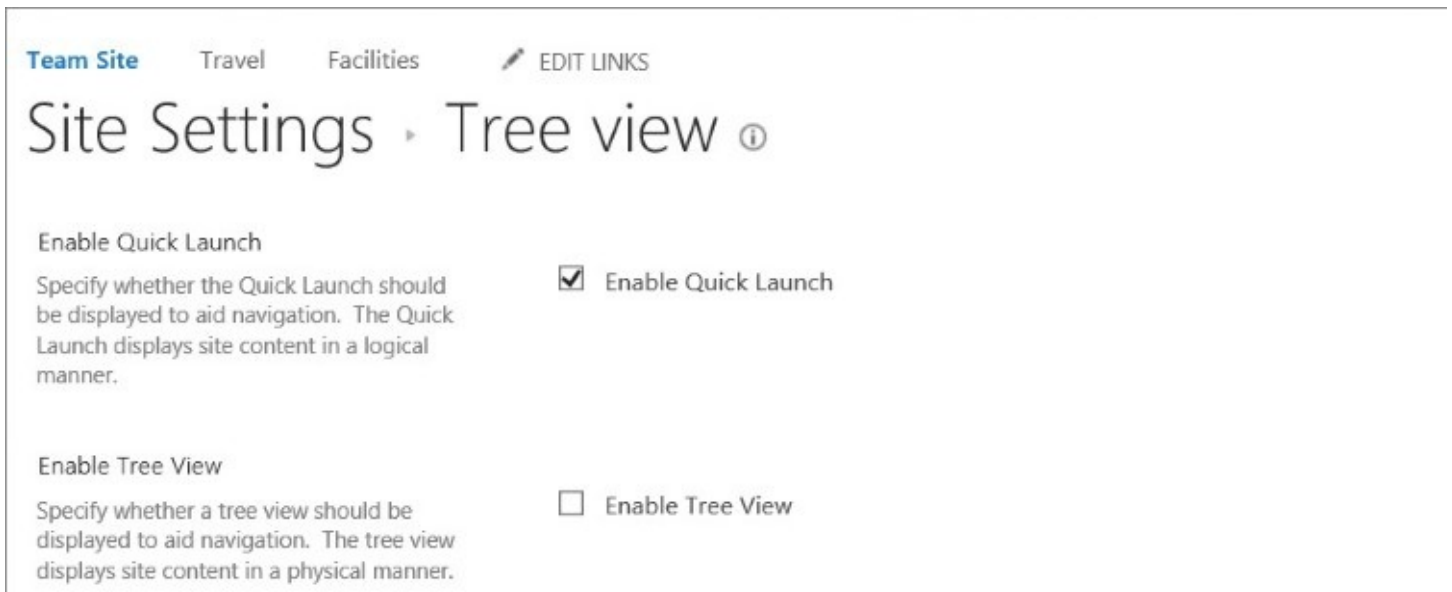 Team Site Travel Facilities EDIT LINKS
Site Settings ▸ Tree view
Enable Quick Launch
Specify whether the Quick Launch should
be displayed to aid navigation. The Quick
Launch displays site content in a logical
manner.
Enable Quick Launch
Enable Tree View
Specify whether a tree view should be
displayed to aid navigation. The tree view
displays site content in a physical manner.
Enable Tree View